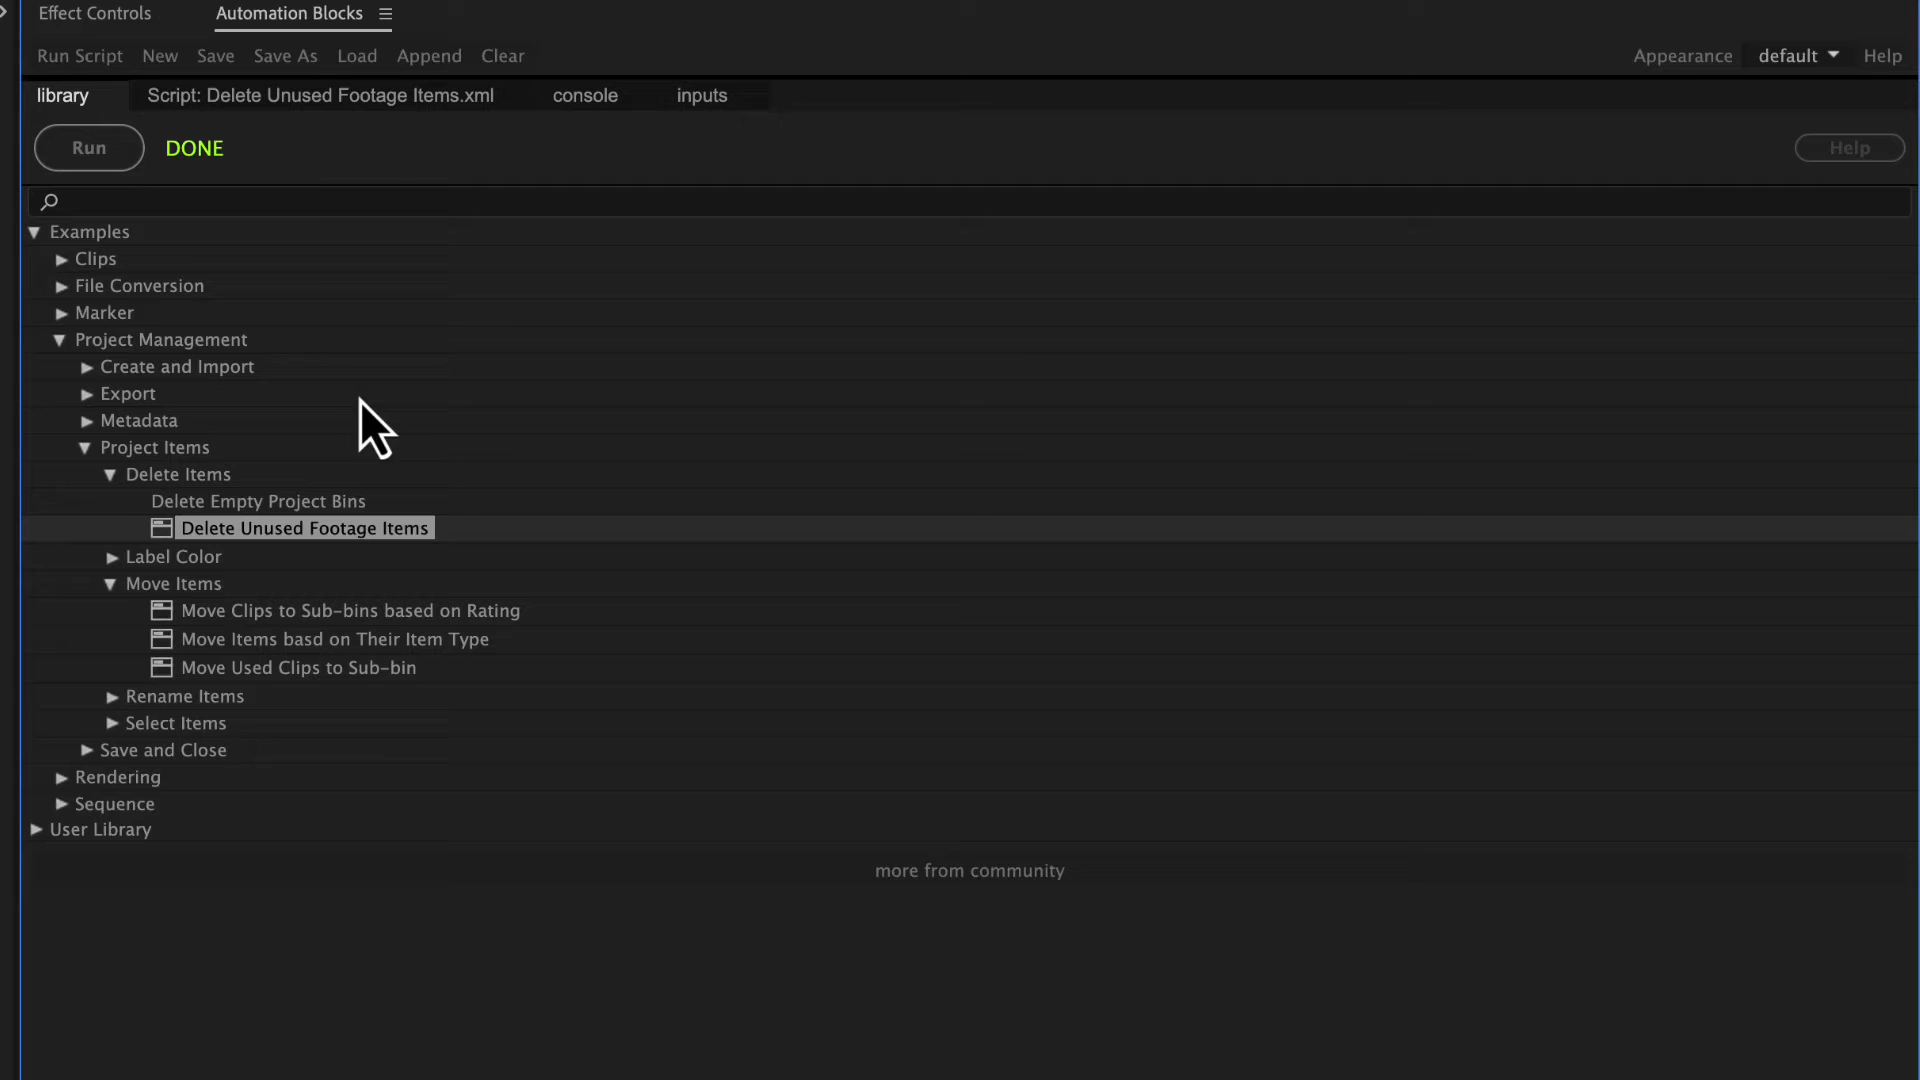 Effect Controls
Automation Blocks
Run Script New Save Save As Load Append Clear
Appearance default Help
library Script: Delete Unused Footage Items.xml console inputs
Run DONE Help
Examples
Clips
File Conversion
Marker
Project Management
Create and Import
Export
Metadata
Project Items
Delete Items
Delete Empty Project Bins
Delete Unused Footage Items
Label Color
Move Items
Move Clips to Sub-bins based on Rating
Move Items basd on Their Item Type
Move Used Clips to Sub-bin
Rename Items
Select Items
Save and Close
Rendering
Sequence
User Library
more from community